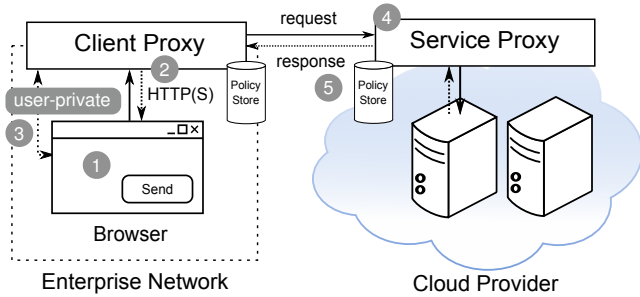 request
4
Client Proxy
Service Proxy
2
response
user-private
HTTP(S)
Policy
Store
5
Policy
Store
3
1
Send
Browser
Enterprise Network
Cloud Provider